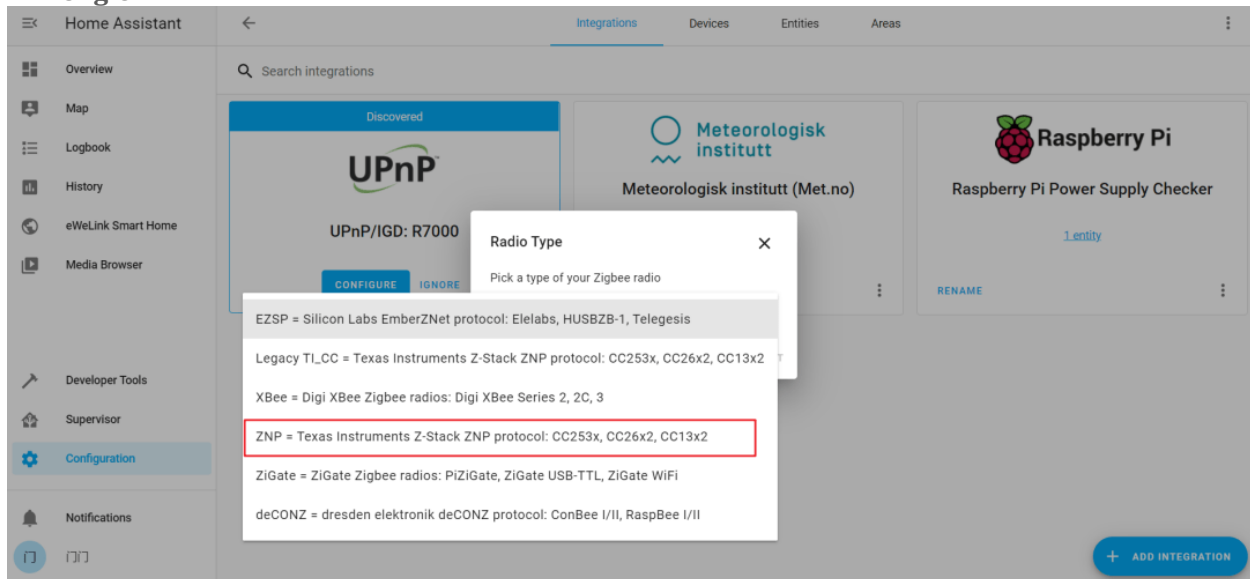 Home Assistant
Integrations
Devices
Entities
Areas
Overview
Map
Logbook
History
eWeLink Smart Home
Media Browser
Developer Tools
Supervisor
Configuration
Notifications
Search integrations
Discovered
UPnP
UPnP/IGD: R7000
CONFIGURE
IGNORE
Meteorologisk
institutt
Meteorologisk institutt (Met.no)
Raspberry Pi
Raspberry Pi Power Supply Checker
1 entity
RENAME
Radio Type
Pick a type of your Zigbee radio
EZSP = Silicon Labs EmberZNet protocol: Elelabs, HUSBZB-1, Telegesis
Legacy TI_CC = Texas Instruments Z-Stack ZNP protocol: CC253x, CC26x2, CC13x2
XBee = Digi XBee Zigbee radios: Digi XBee Series 2, 2C, 3
ZNP = Texas Instruments Z-Stack ZNP protocol: CC253x, CC26x2, CC13x2
ZiGate = ZiGate Zigbee radios: PiZiGate, ZiGate USB-TTL, ZiGate WiFi
deCONZ = dresden elektronik deCONZ protocol: ConBee I/II, RaspBee I/II
ADD INTEGRATION